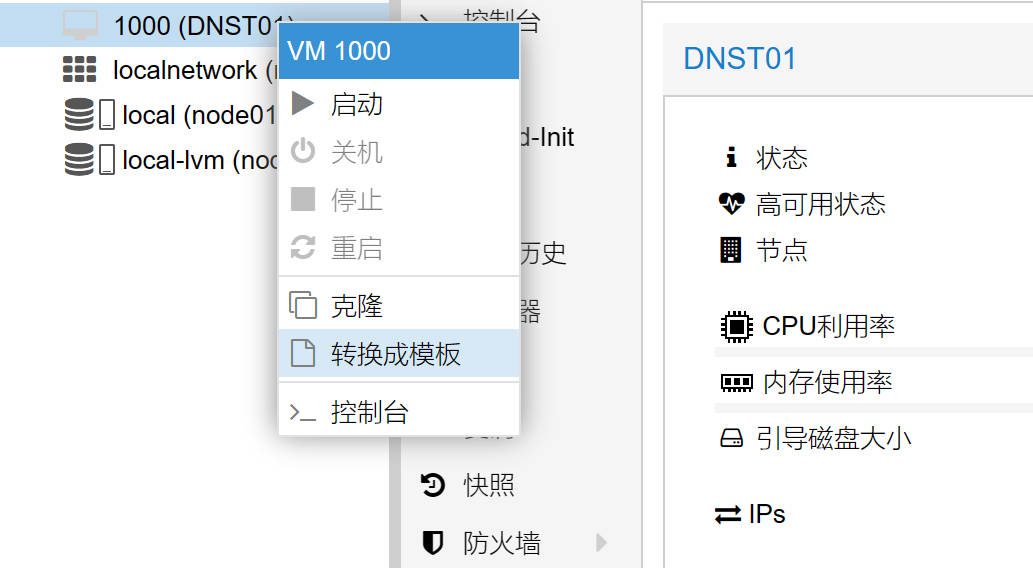 1000 (DNST01)
localnetwork (
local (node01
local-lvm (
VM 1000
启动
关机
停止
重启
克隆
转换成模板
控制台
控制台
d-Init
历史
器
快照
防火墙
DNST01
状态
高可用状态
节点
CPU利用率
内存使用率
引导磁盘大小
IPs